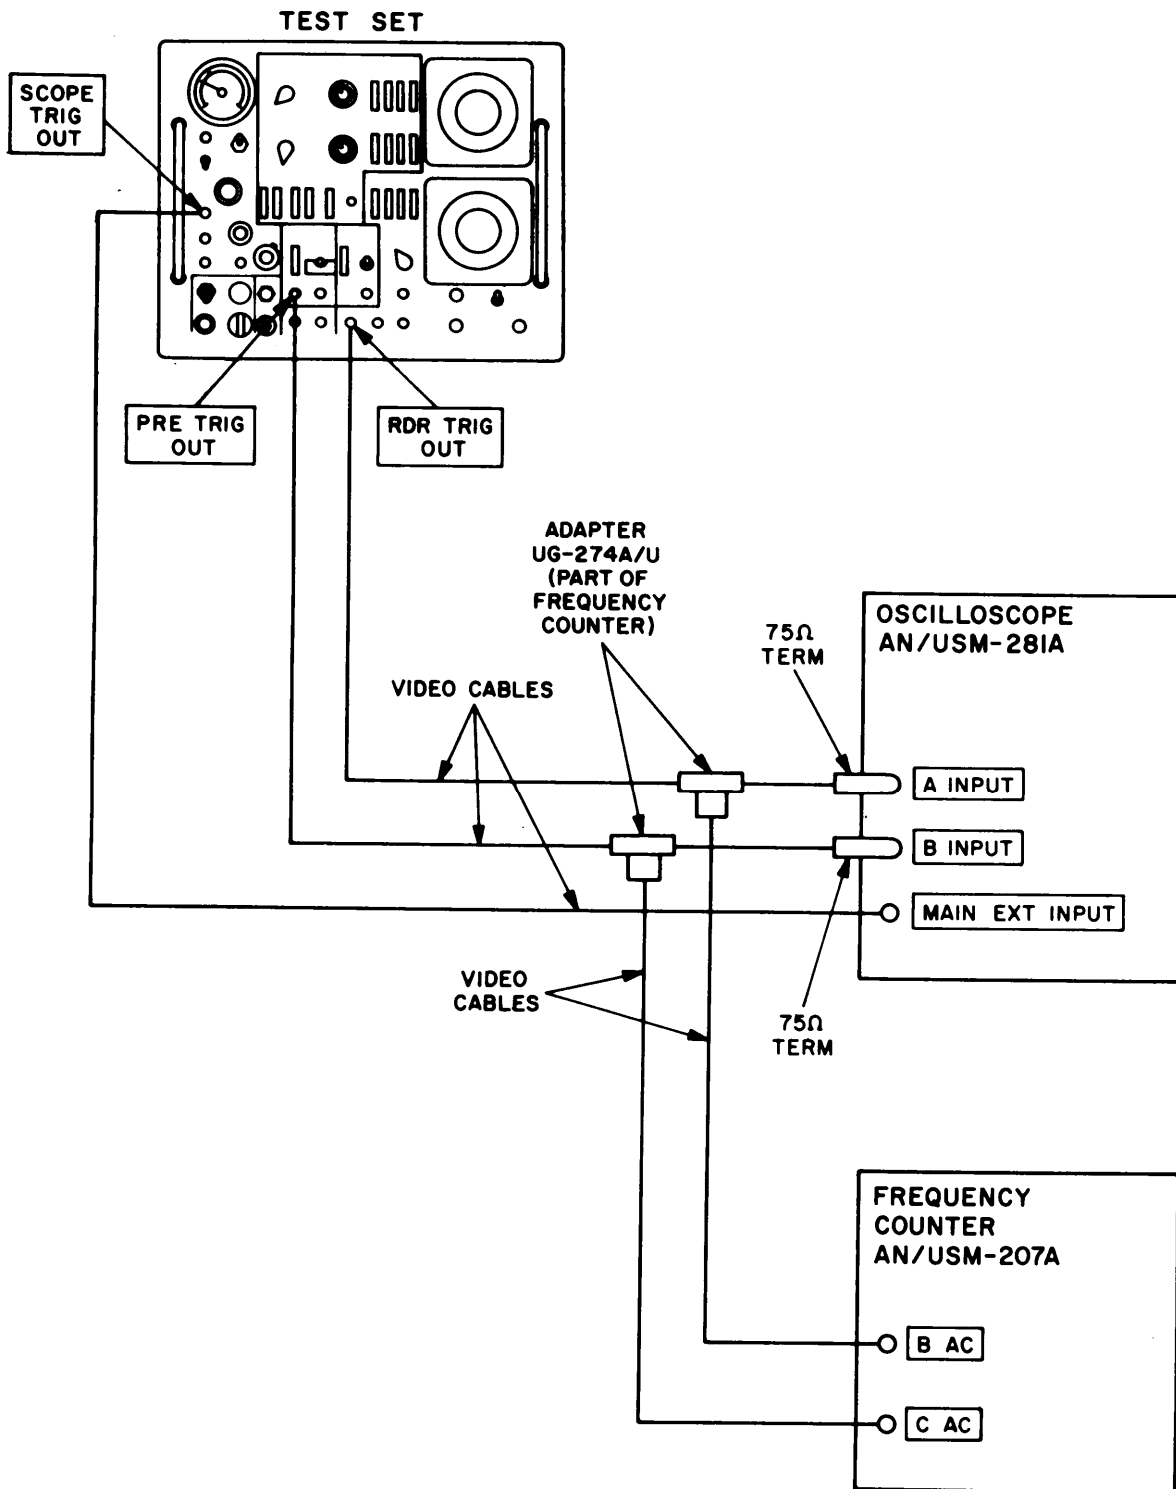 TEST SET
SCOPE
TRIG
OUT
PRE TRIG
OUT
RDR TRIG
OUT
ADAPTER
UG-274A/U
(PART OF
FREQUENCY
COUNTER)
VIDEO CABLES
75Ω
TERM
OSCILLOSCOPE
AN/USM-281A
A INPUT
B INPUT
MAIN EXT INPUT
VIDEO
CABLES
75Ω
TERM
FREQUENCY
COUNTER
AN/USM-207A
B AC
C AC